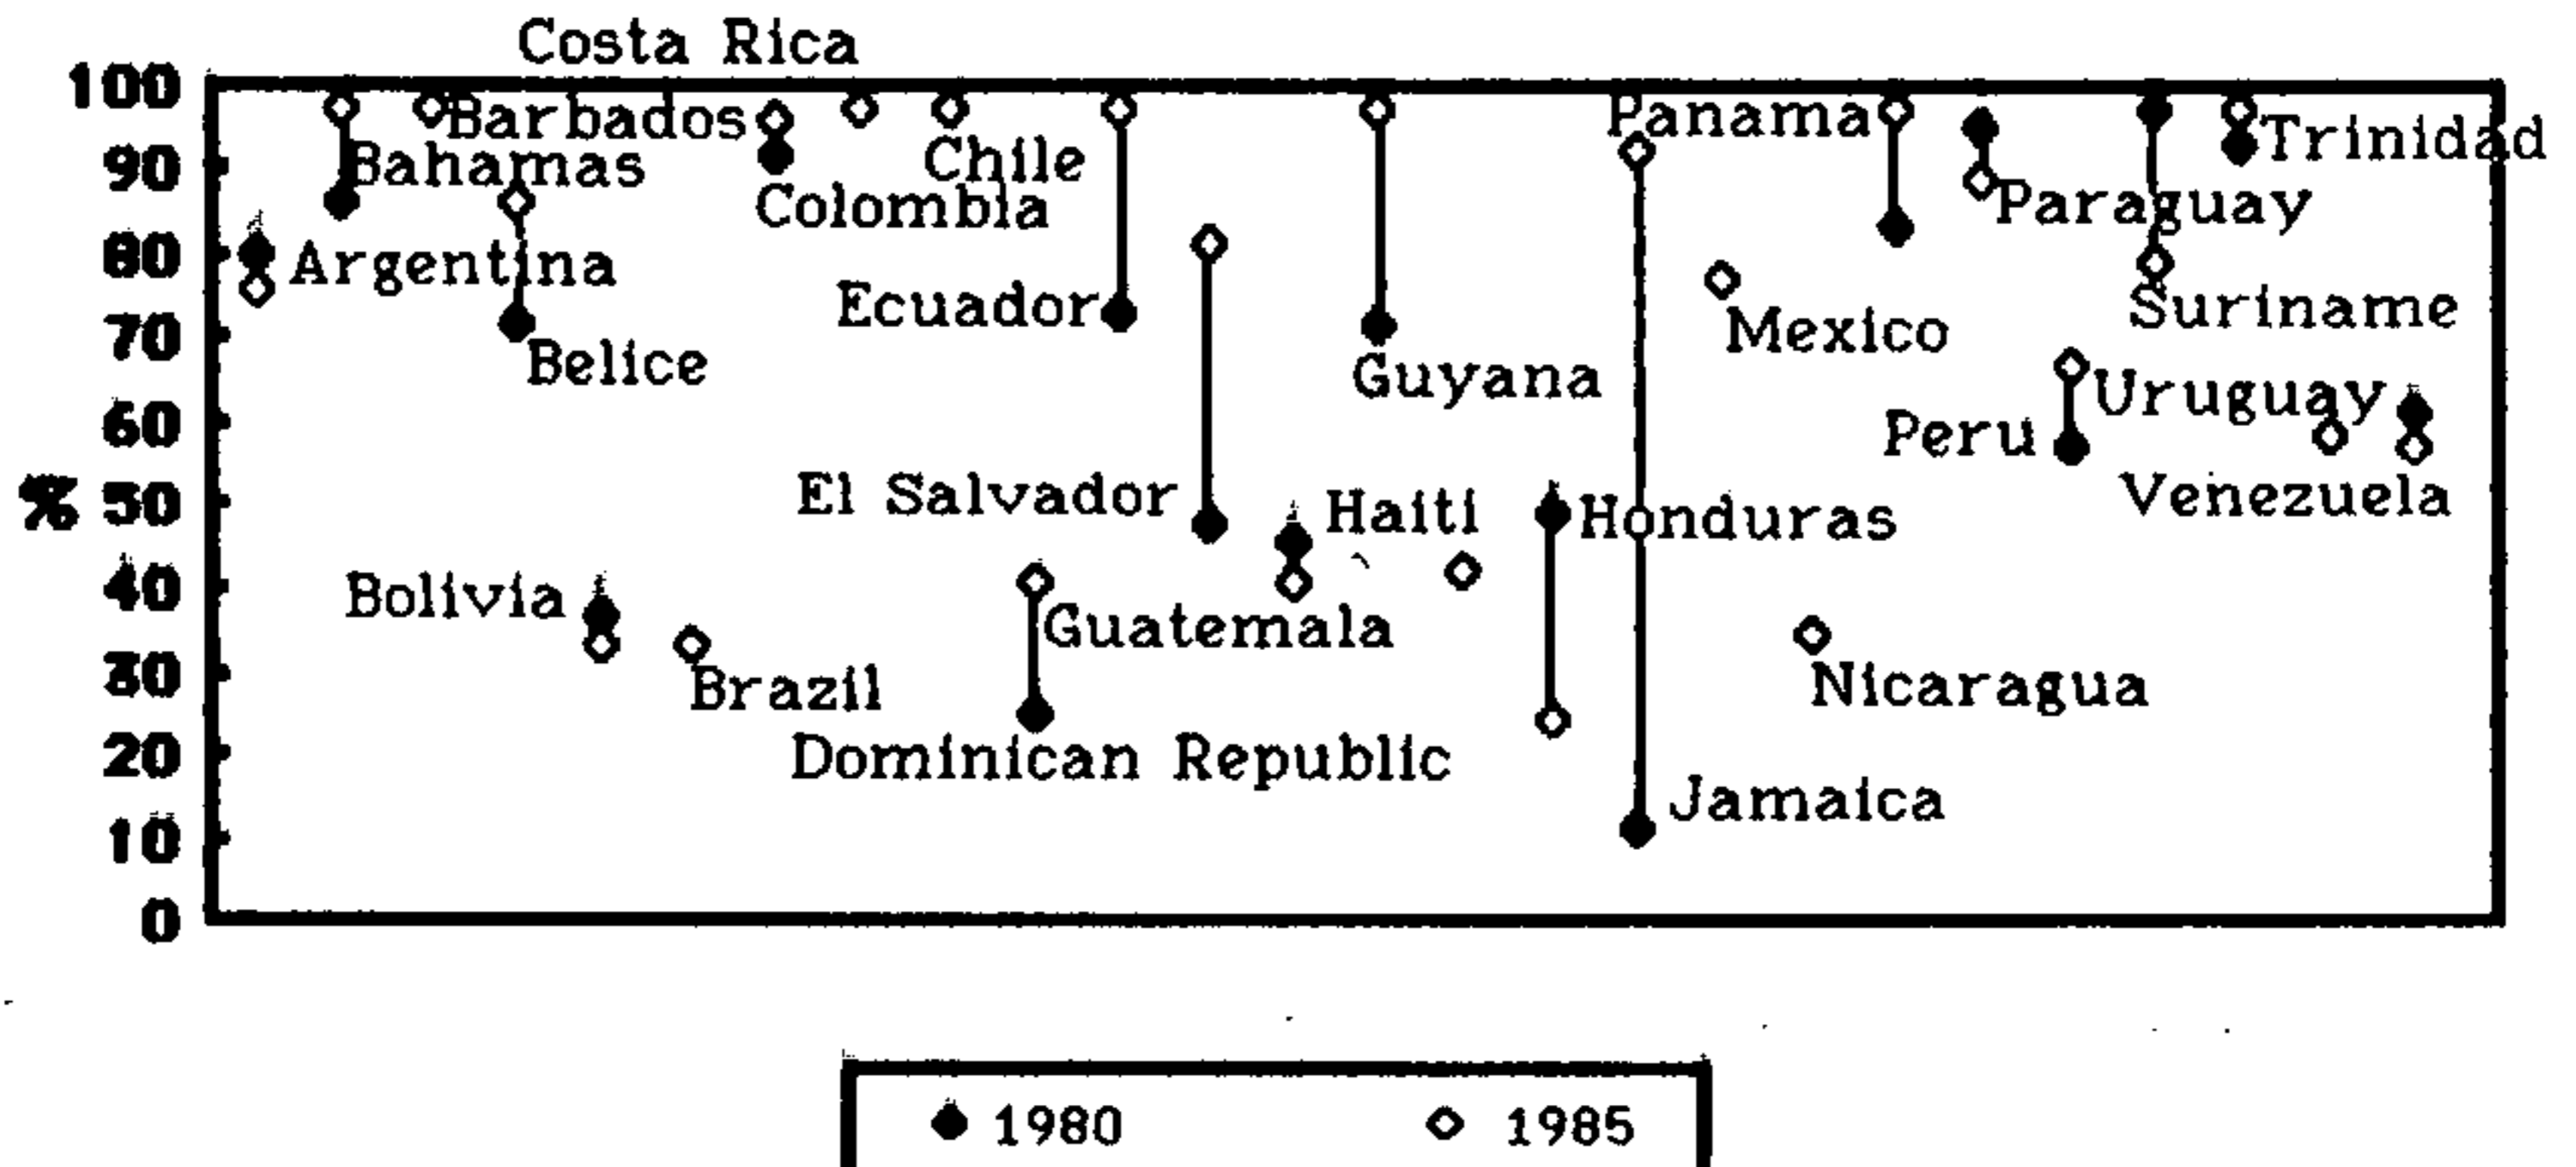 Costa Rica
100
Panama
Barbados
Trinidad
90
Bahamas
Chile
Colombia
Paraguay
80
Argentina
Ecuador
Suriname
70
Mexico
Belice
Guyana
Uruguay
60
Peru
% 50
El Salvador
Haiti
Honduras
Venezuela
40
Bolivia
Guatemala
30
Brazil
Nicaragua
20
Dominican Republic
Jamaica
10
0
1980 1985